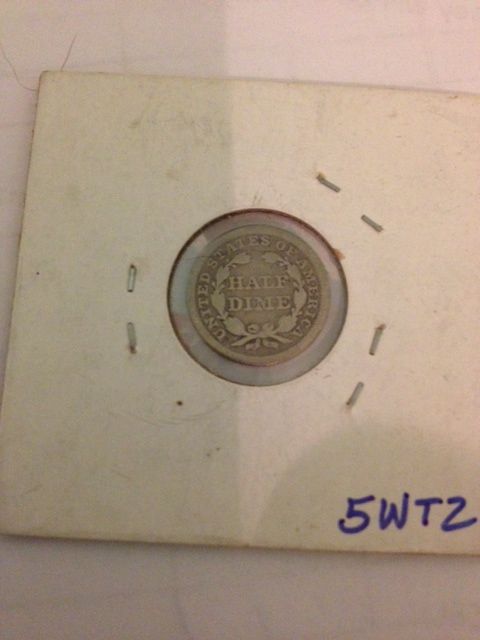 UNITED STATES OF AMERICA
HALF
DIME
5WTZ